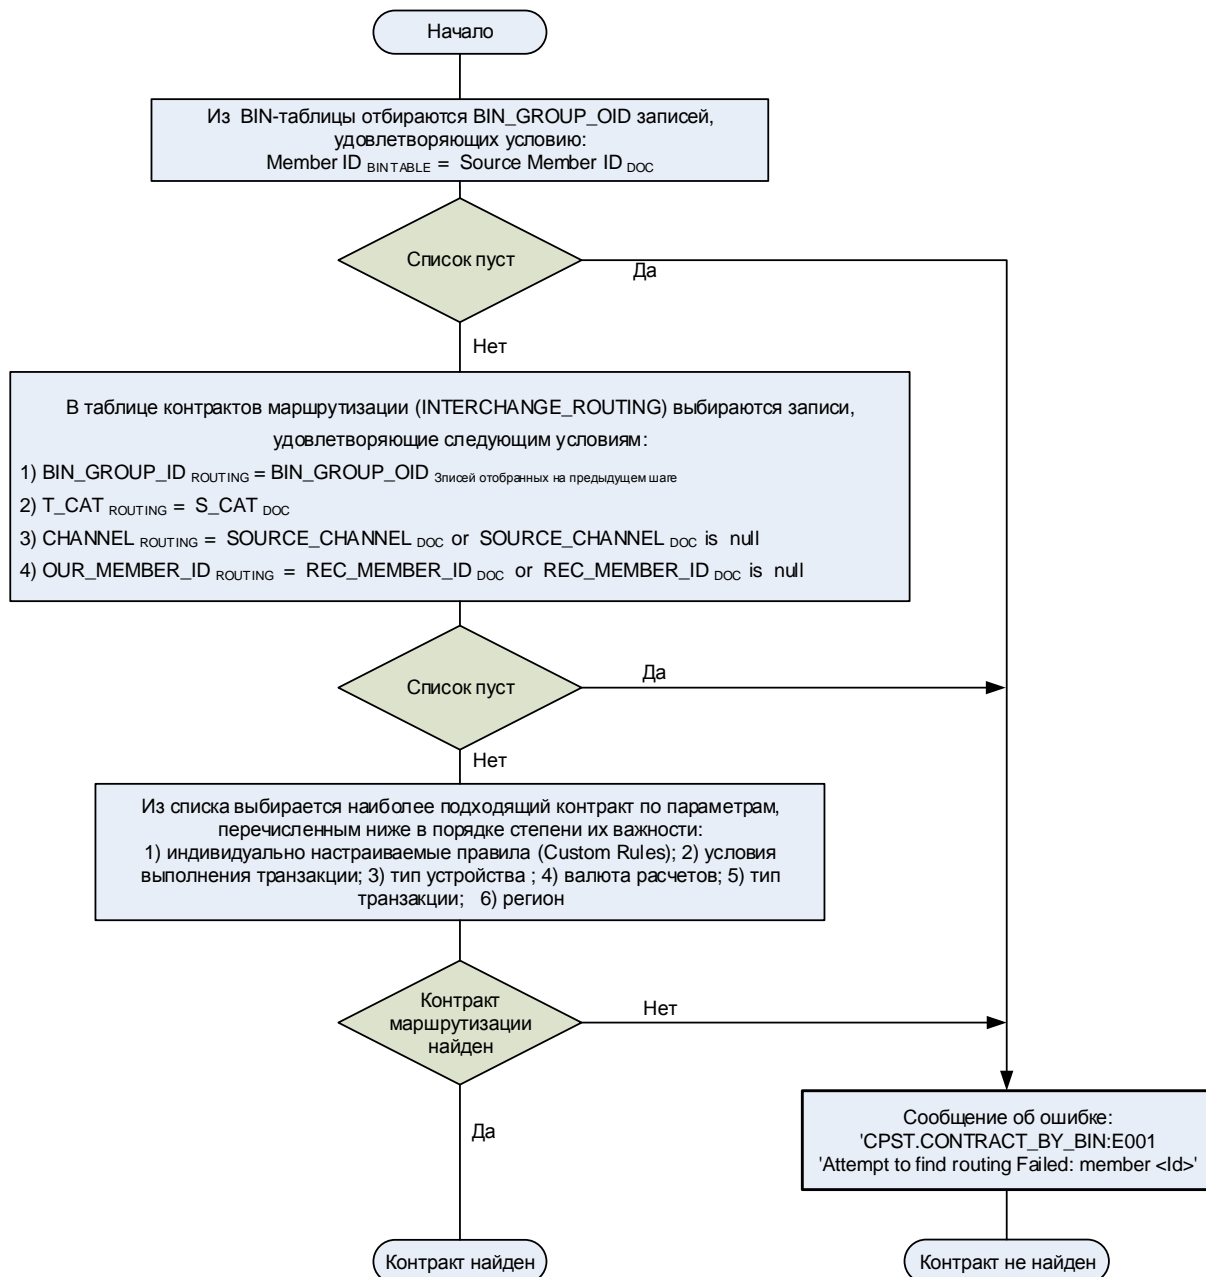 Начало
Из BIN-таблицы отбираются BIN_GROUP_OID записей,
удовлетворяющих условию:
Member ID BINTABLE = Source Member ID DOC
Список пуст
Да
Нет
В таблице контрактов маршрутизации (INTERCHANGE_ROUTING) выбираются записи,
удовлетворяющие следующим условиям:
1) BIN_GROUP_ID ROUTING = BIN_GROUP_OID Зписей отобранных на предыдущем шаге
2) T_CAT ROUTING = S_CAT DOC
3) CHANNEL ROUTING = SOURCE_CHANNEL DOC or SOURCE_CHANNEL DOC is null
4) OUR_MEMBER_ID ROUTING = REC_MEMBER_ID DOC or REC_MEMBER_ID DOC is null
Список пуст
Да
Нет
Из списка выбирается наиболее подходящий контракт по параметрам,
перечисленным ниже в порядке степени их важности:
1) индивидуально настраиваемые правила (Custom Rules); 2) условия
выполнения транзакции; 3) тип устройства ; 4) валюта расчетов; 5) тип
транзакции; 6) регион
Контракт
маршрутизации
найден
Нет
Да
Сообщение об ошибке:
'CPST.CONTRACT_BY_BIN:E001
'Attempt to find routing Failed: member <Id>'
Контракт найден
Контракт не найден